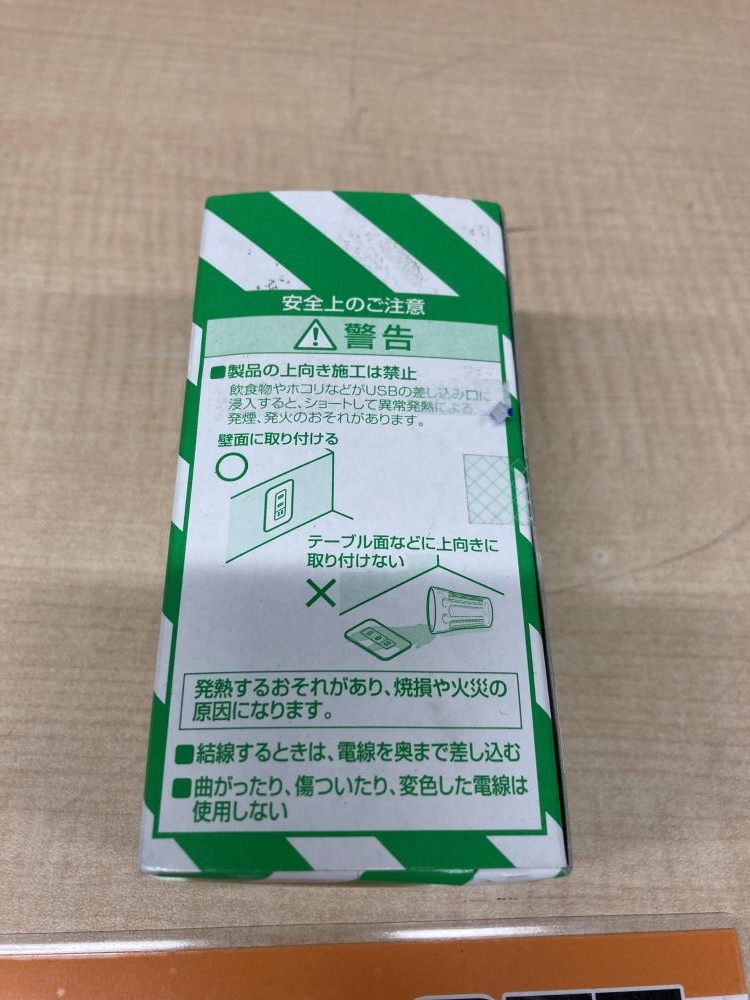 安全上のご注意
警告
■製品の上向き施工は禁止
飲食物やホコリなどがUSBの差し込み口に
浸入すると、ショートして異常発熱による
発煙、発火のおそれがあります。
壁面に取り付ける
テーブル面などに上向きに
取り付けない
発熱するおそれがあり、焼損や火災の
原因になります。
■結線するときは、電線を奥まで差し込む
■曲がったり、傷ついたり、変色した電線は
使用しない